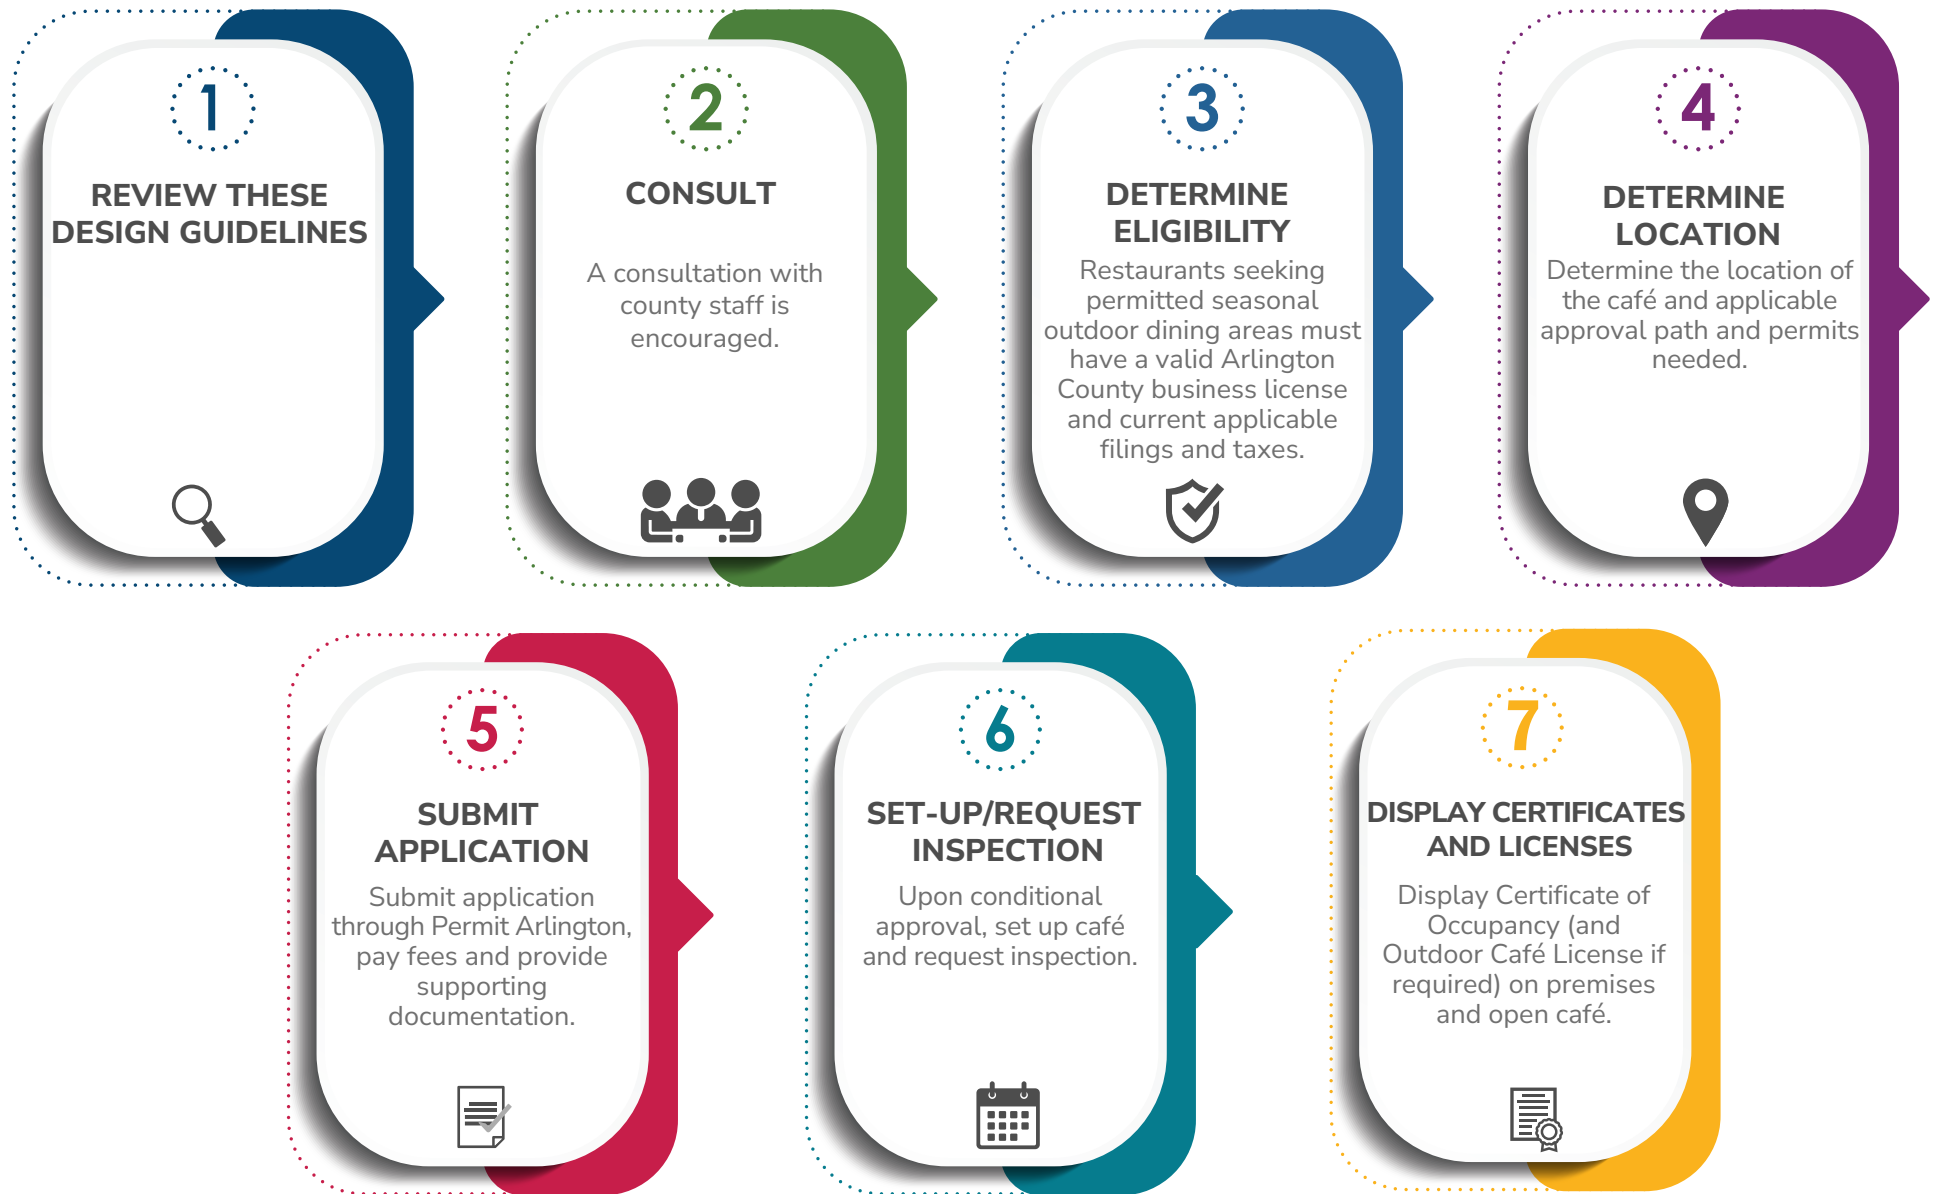 1
REVIEW THESE
DESIGN GUIDELINES
2
CONSULT
A consultation with
county staff is
encouraged.
3
DETERMINE
ELIGIBILITY
Restaurants seeking
permitted seasonal
outdoor dining areas must
have a valid Arlington
County business license
and current applicable
filings and taxes.
4
DETERMINE
LOCATION
Determine the location of
the café and applicable
approval path and permits
needed.
5
SUBMIT
APPLICATION
Submit application
through Permit Arlington,
pay fees and provide
supporting
documentation.
6
SET-UP/REQUEST
INSPECTION
Upon conditional
approval, set up café
and request inspection.
7
DISPLAY CERTIFICATES
AND LICENSES
Display Certificate of
Occupancy (and
Outdoor Café License if
required) on premises
and open café.